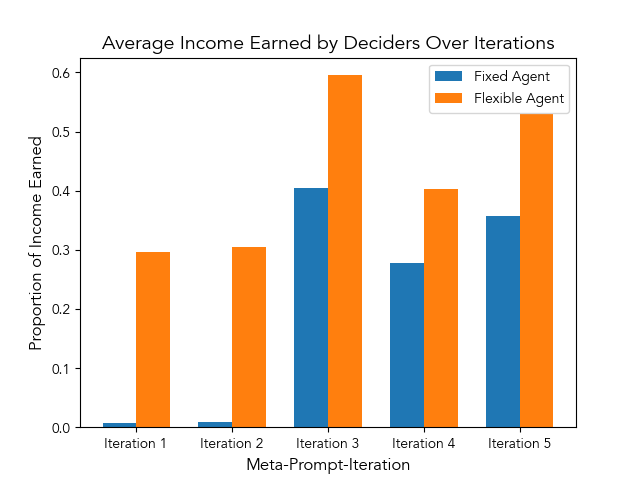 Average Income Earned by Deciders Over Iterations
Fixed Agent
Flexible Agent
Proportion of Income Earned
0.6
0.5
0.4
0.3
0.2
0.1
0.0
Iteration 1
Iteration 2
Iteration 3
Iteration 4
Iteration 5
Meta-Prompt-Iteration